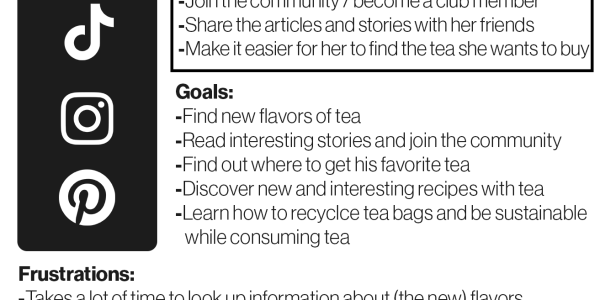 -Join the community / become a club member
-Share the articles and stories with her friends
-Make it easier for her to find the tea she wants to buy
Goals:
-Find new flavors of tea
-Read interesting stories and join the community
-Find out where to get his favorite tea
-Discover new and interesting recipes with tea
-Learn how to recyclce tea bags and be sustainable
while consuming tea
Frustrations:
-Takes a lot of time to look up information about (the new) flavors